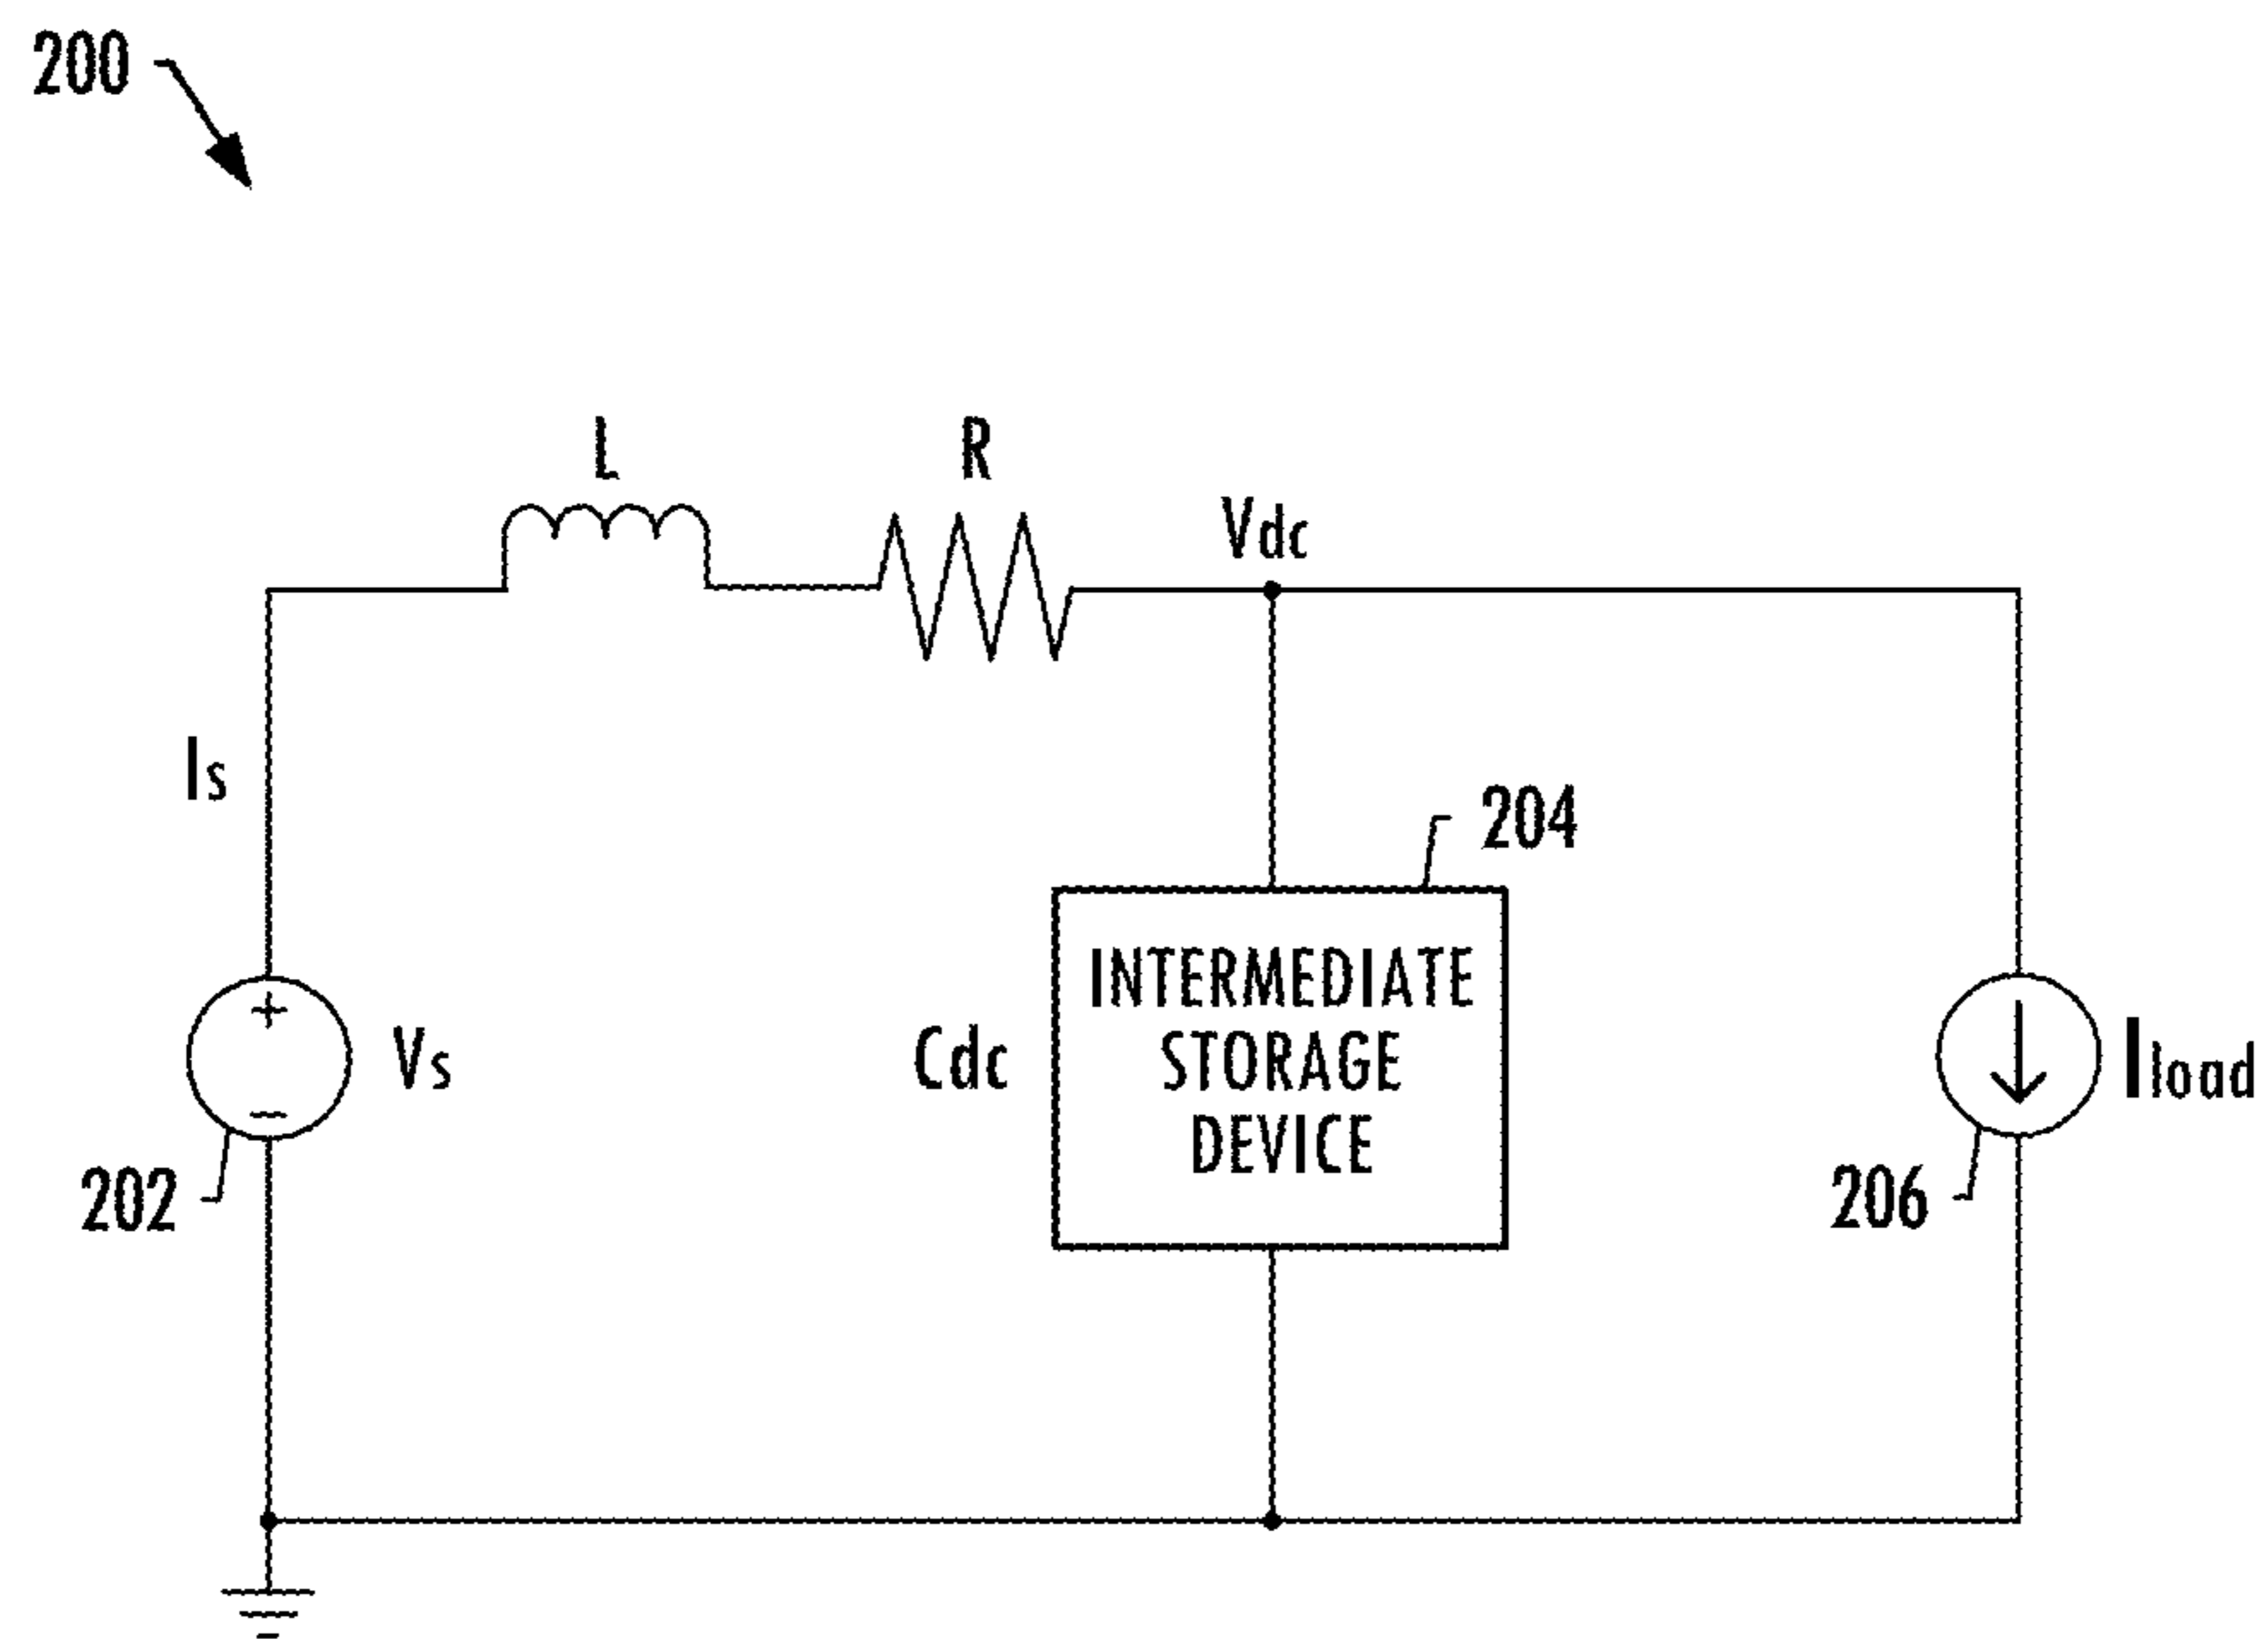 200
L
R
Vdc
Is
204
INTERMEDIATE
STORAGE
DEVICE
Cdc
+
Vs
−
Iload
202
206